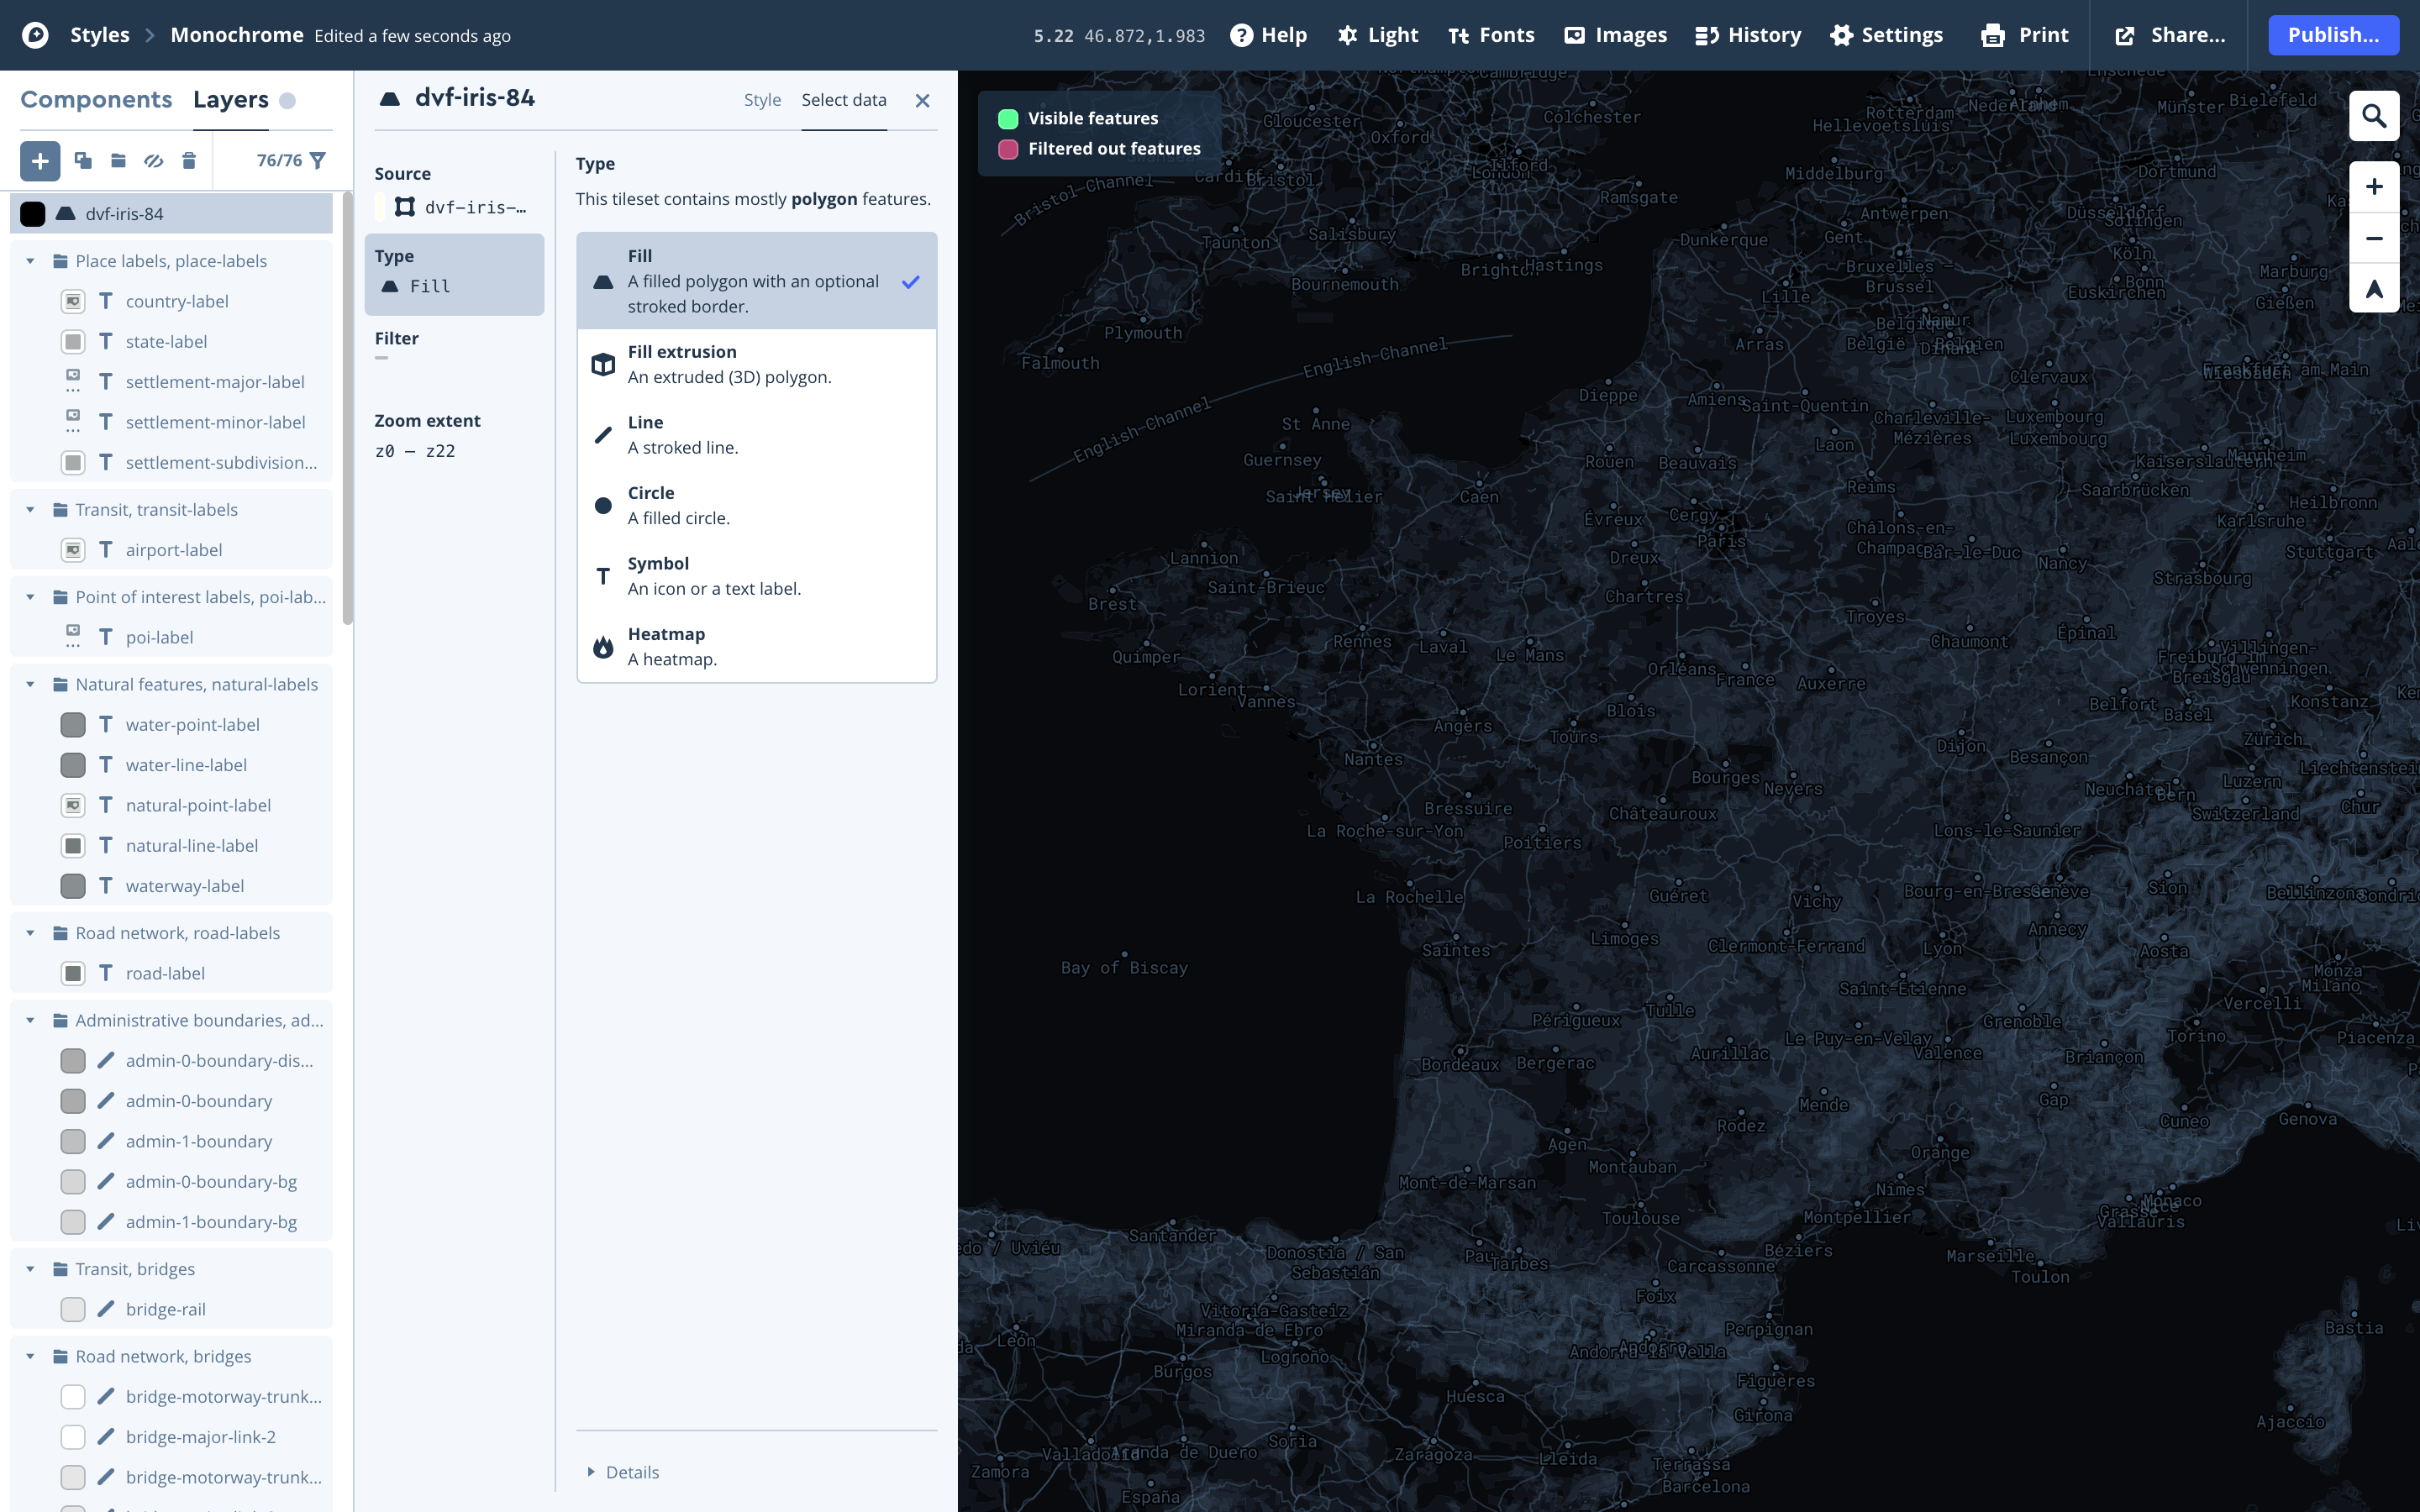 Styles > Monochrome Edited a few seconds ago
5.22 46.872,1.983
Help
Light
Fonts
Images
History
Settings
Print
Share...
Publish...
Components
Layers
76/76
dvf-iris-84
Place labels, place-labels
country-label
state-label
settlement-major-label
settlement-minor-label
settlement-subdivision...
Transit, transit-labels
airport-label
Point of interest labels, poi-lab...
poi-label
Natural features, natural-labels
water-point-label
water-line-label
natural-point-label
natural-line-label
waterway-label
Road network, road-labels
road-label
Administrative boundaries, ad...
admin-0-boundary-dis...
admin-0-boundary
admin-1-boundary
admin-0-boundary-bg
admin-1-boundary-bg
Transit, bridges
bridge-rail
Road network, bridges
bridge-motorway-trunk...
bridge-major-link-2
bridge-motorway-trunk...
dvf-iris-84
Style
Select data
Source
dvf-iris-…
Type
Fill
Filter
Zoom extent
z0 — z22
Type
This tileset contains mostly polygon features.
Fill
A filled polygon with an optional
stroked border.
Fill extrusion
An extruded (3D) polygon.
Line
A stroked line.
Circle
A filled circle.
Symbol
An icon or a text label.
Heatmap
A heatmap.
Details
Visible features
Filtered out features
Cambridge
Enschede
Gloucester
Oxford
Colchester
Rotterdam
Hellevoetsluis
Arnhem
Münster
Bielefeld
Bristol Channel
Cardiff
Bristol
London
Ilford
Ramsgate
Middelburg
Dortmund
Taunton
Salisbury
Dunkerque
Antwerpen
Gent
Düsseldorf
Solingen
Köln
Bournemouth
Brighton
Hastings
Bruxelles -
Brussel
Lille
Bonn
Euskirchen
Marburg
Gießen
Plymouth
Falmouth
English Channel
English Channel
Arras
Namur
Belgique
België
Belgien
Dinant
Clervaux
Frankfurt am Main
Wiesbaden
Dieppe
Amiens
Saint-Quentin
Charleville-
Mézières
Luxembourg
Luxembourg
St Anne
Guernsey
Jersey
Saint Helier
Caen
Rouen
Beauvais
Laon
Reims
Kaiserslautern
Mannheim
Saarbrücken
Heilbronn
Karlsruhe
Stuttgart
Évreux
Cergy
Paris
Dreux
Châlons-en-
Champagne
Bar-le-Duc
Nancy
Strasbourg
Lannion
Saint-Brieuc
Brest
Chartres
Troyes
Chaumont
Épinal
Quimper
Rennes
Laval
Le Mans
Orléans
France
Auxerre
Freiburg im
Breisgau
Villingen-
Schwenningen
Konstanz
Lorient
Vannes
Angers
Blois
Tours
Belfort
Basel
Zürich
Nantes
Bourges
Nevers
Dijon
Besançon
Neuchâtel
Bern
Luzern
Liechtenstein
Bressuire
La Roche-sur-Yon
Châteauroux
Poitiers
Lons-le-Saunier
Switzerland
Chur
La Rochelle
Guéret
Vichy
Bourg-en-Bresse
Genève
Sion
Bellinzona
Sondrio
Saintes
Limoges
Clermont-Ferrand
Lyon
Annecy
Aosta
Bay of Biscay
Saint-Étienne
Monza
Milano
Vercelli
Périgueux
Tulle
Grenoble
Torino
Piacenza
Bordeaux
Bergerac
Aurillac
Le Puy-en-Velay
Valence
Briançon
Mende
Gap
Cuneo
Genova
Rodez
Agen
Orange
Montauban
Mont-de-Marsan
Nîmes
Monaco
Nice
Grasse
Vallauris
Toulouse
Montpellier
Santander
Donostia / San
Sebastián
Pau
Tarbes
Carcassonne
Béziers
Marseille
Toulon
Foix
Vitoria-Gasteiz
Miranda de Ebro
Perpignan
Bastia
León
Logroño
Andorra
Andorra la Vella
Burgos
Huesca
Figueres
Girona
Ajaccio
Valladolid
Aranda de Duero
Soria
Zaragoza
Lleida
Terrassa
Barcelona
Zamora
España